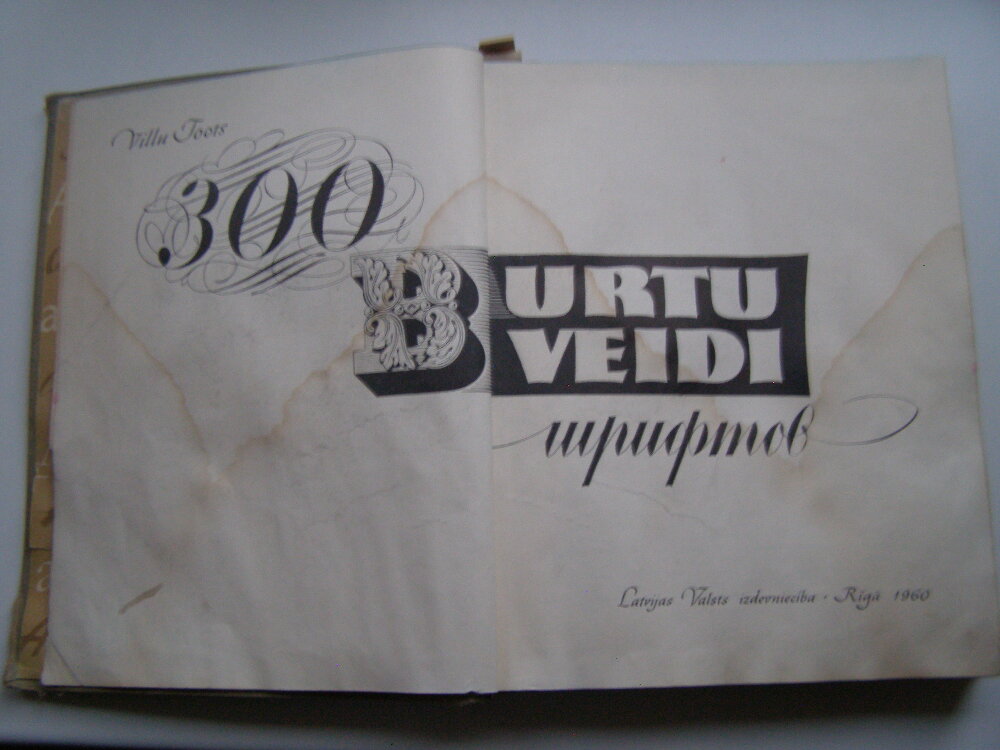 Villu Toots
300
BURTU
VEIDI
шрифтов
Latvijas Valsts izdevniecība · Rīgā 1960